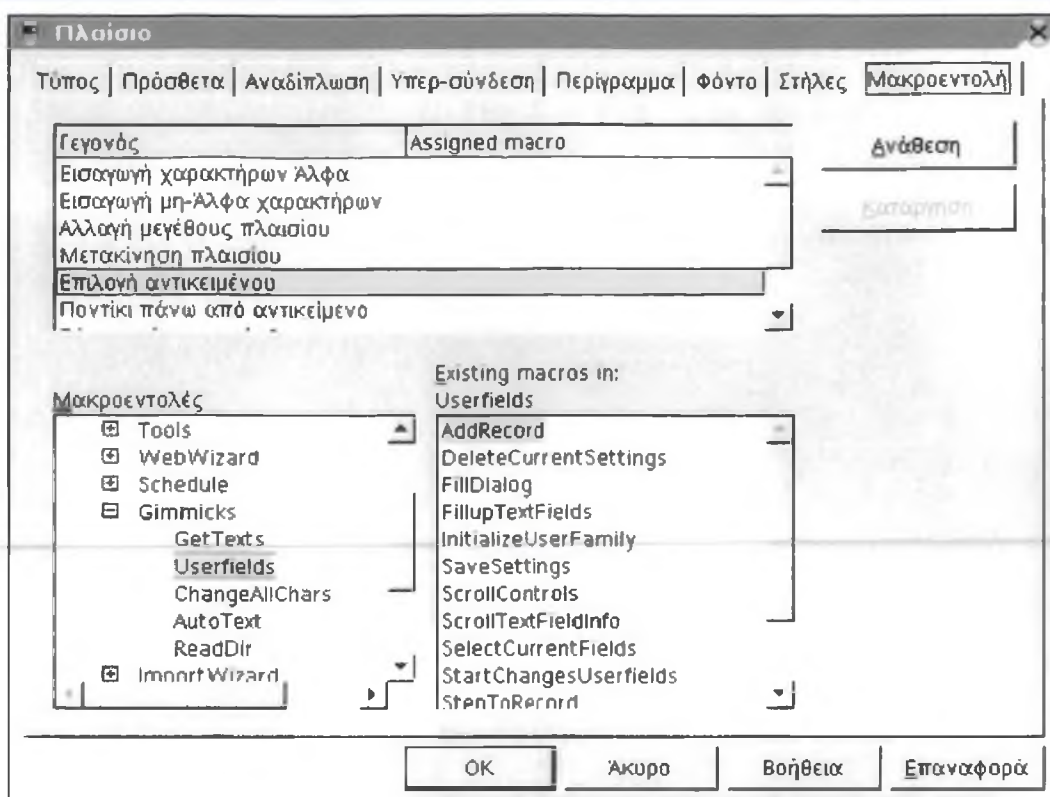 Πλαίσιο
Τύπος Πρόσθετα Αναδίπλωση Υπερ-σύνδεση Περίγραμμα Φόντο Στήλες Μακροεντολή
Γεγονός Assigned macro
Ανάθεση
Εισαγωγή χαρακτήρων Άλφα
Εισαγωγή μη-Άλφα χαρακτήρων
Κατάργηση
Αλλαγή μεγέθους πλαισίου
Μετακίνηση πλαισίου
Επιλογή αντικειμένου
Ποντίκι πάνω από αντικείμενο
Μακροεντολές
Existing macros in:
Userfields
Tools
WebWizard
Schedule
Gimmicks
GetTexts
Userfields
ChangeAllChars
AutoText
ReadDir
ImportWizard
AddRecord
DeleteCurrentSettings
FillDialog
FillupTextFields
InitializeUserFamily
SaveSettings
ScrollControls
ScrollTextFieldInfo
SelectCurrentFields
StartChangesUserfields
StepToRecord
OK Άκυρο Βοήθεια Επαναφορά